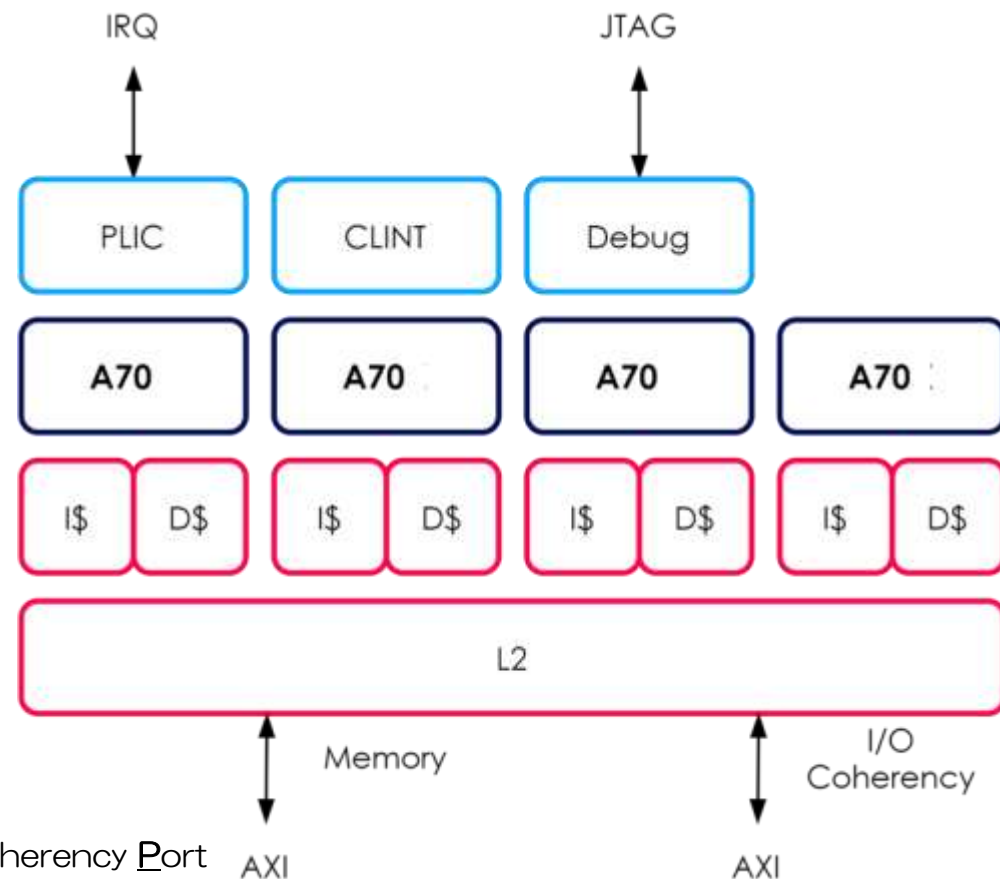 IRQ JTAG
PLIC CLINT Debug
A70 A70 A70 A70
I$ D$ I$ D$ I$ D$ I$ D$
L2
Memory I/O
Coherency
herency Port
AXI AXI